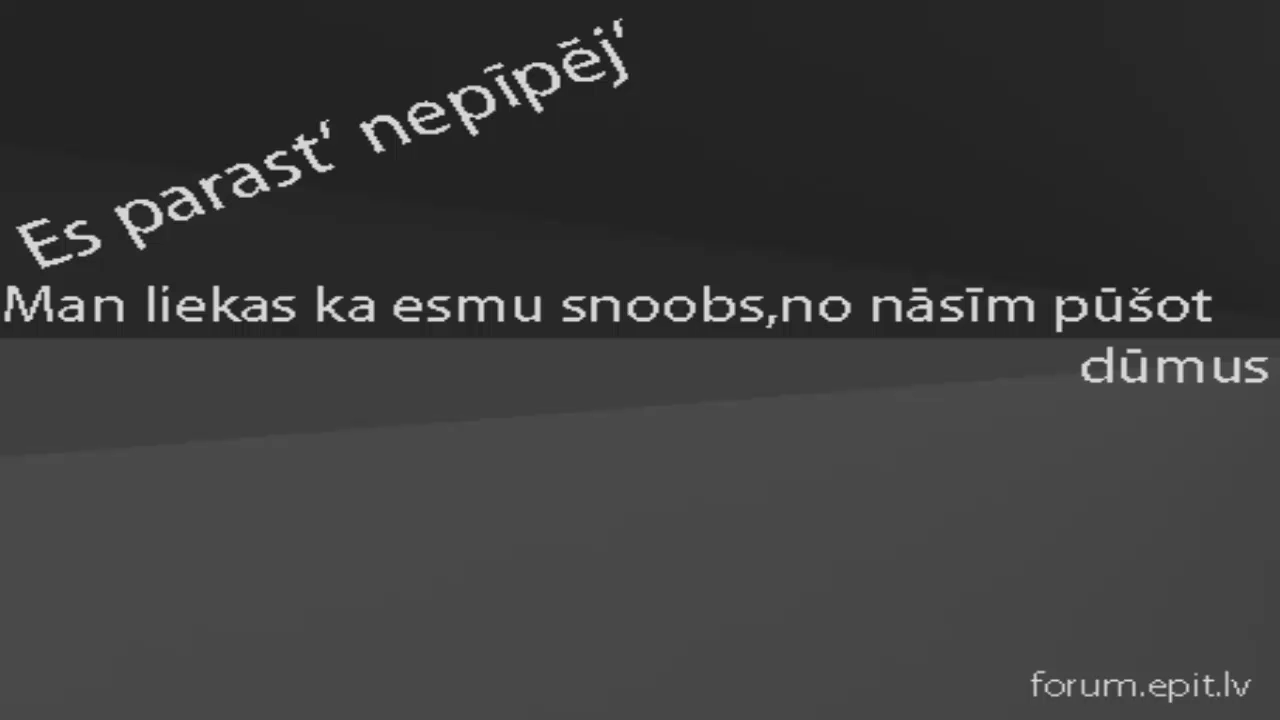 Es parast‘ nepīpēj‘
Man liekas ka esmu snoobs,no nāsīm pūšot
dūmus
forum.epit.lv